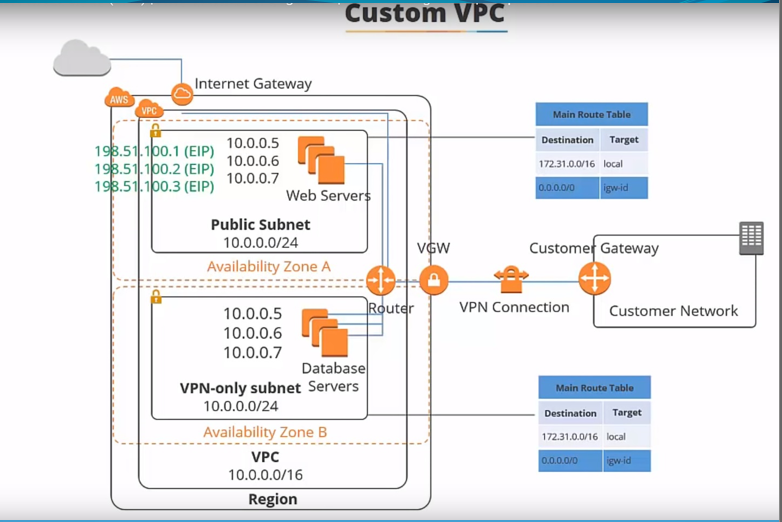 Custom VPC
Internet Gateway
AWS
VPC
198.51.100.1 (EIP)
198.51.100.2 (EIP)
198.51.100.3 (EIP)
10.0.0.5
10.0.0.6
10.0.0.7
Web Servers
Public Subnet
10.0.0.0/24
Availability Zone A
Main Route Table
Destination Target
172.31.0.0/16 local
0.0.0.0/0 igw-id
VGW
Customer Gateway
Router
VPN Connection
Customer Network
10.0.0.5
10.0.0.6
10.0.0.7
Database
Servers
VPN-only subnet
10.0.0.0/24
Availability Zone B
VPC
10.0.0.0/16
Region
Main Route Table
Destination Target
172.31.0.0/16 local
0.0.0.0/0 igw-id